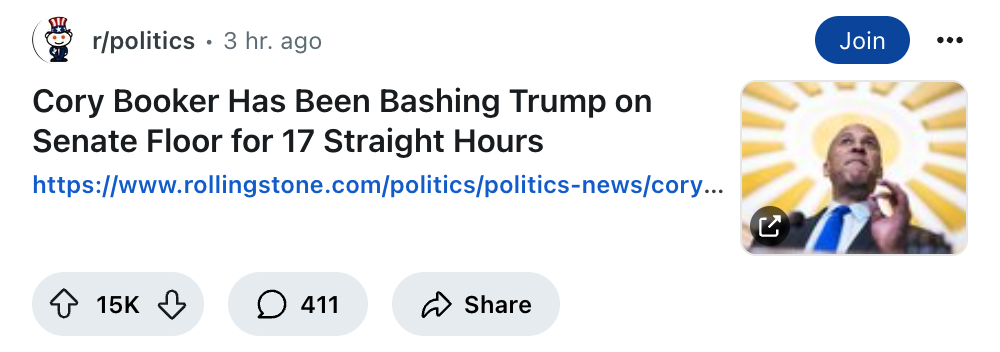 r/politics • 3 hr. ago
Join
Cory Booker Has Been Bashing Trump on
Senate Floor for 17 Straight Hours
https://www.rollingstone.com/politics/politics-news/cory...
15K
411
Share